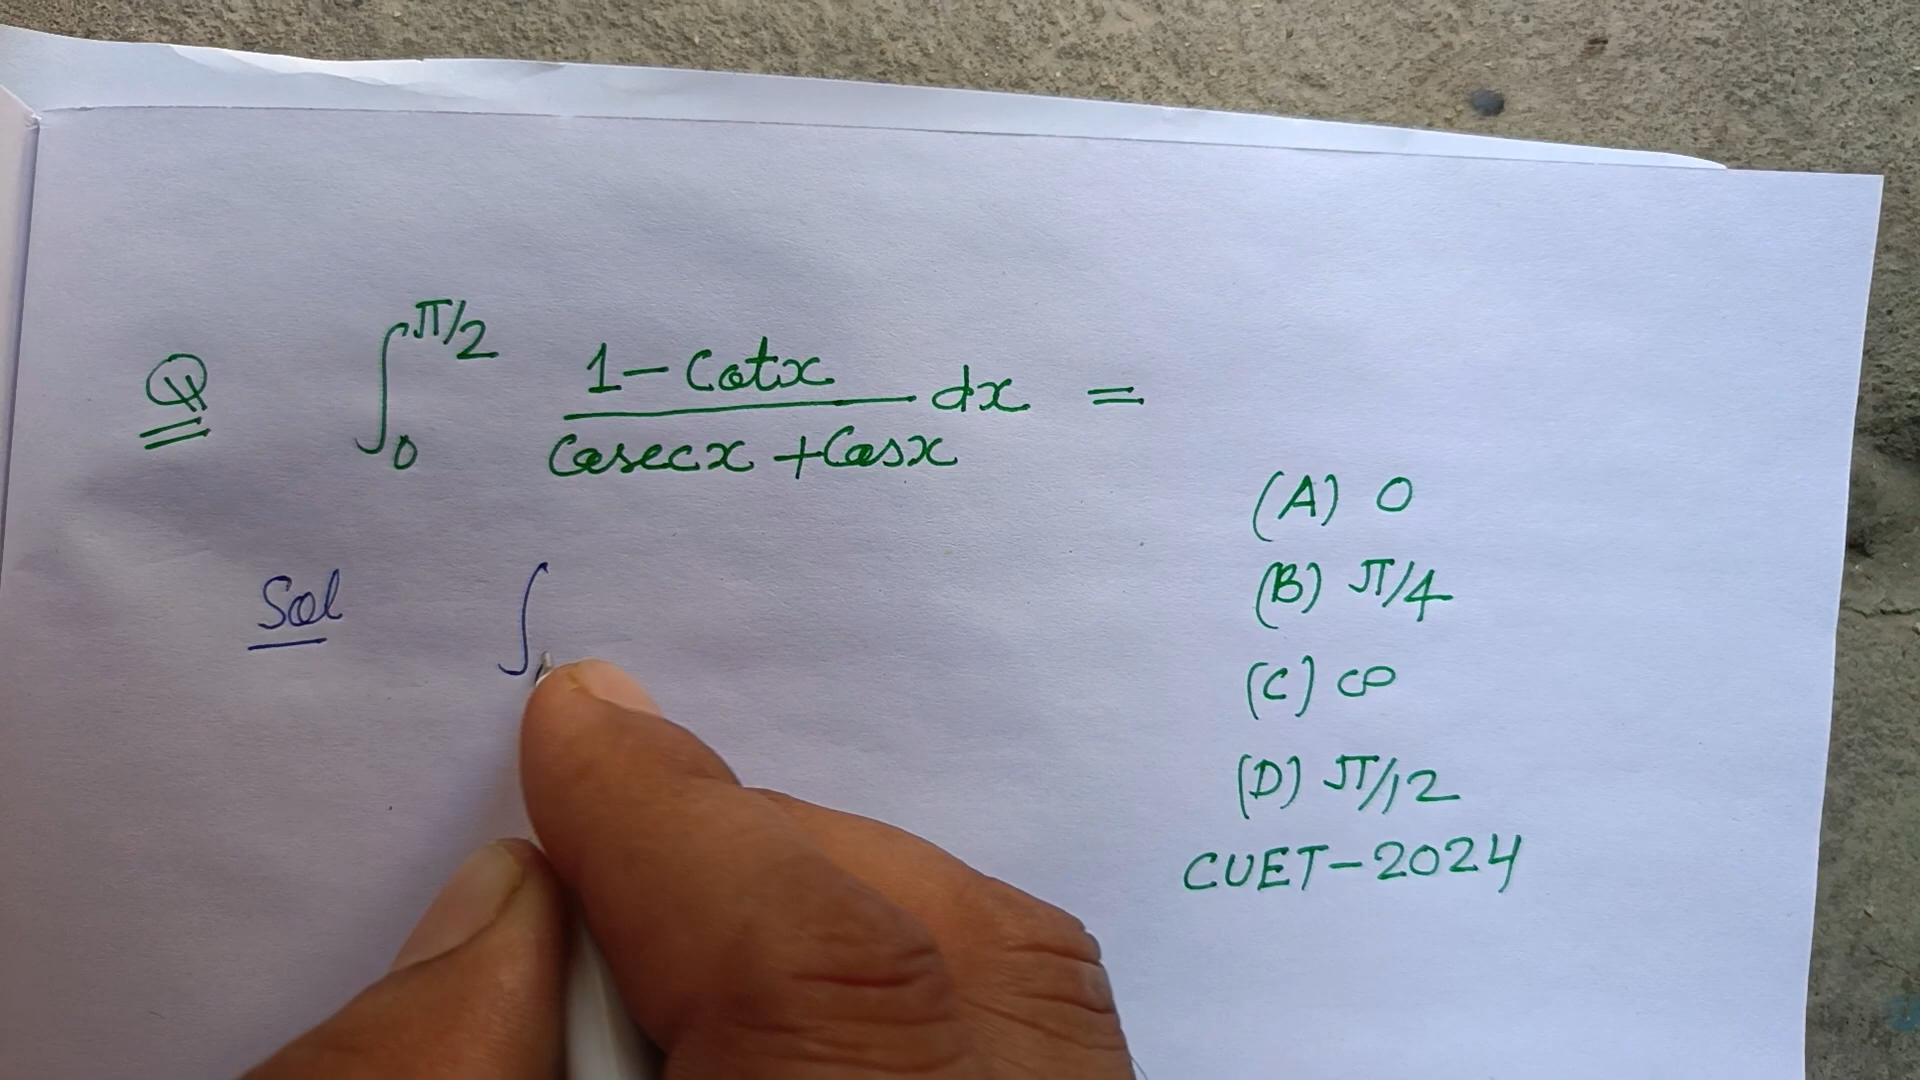 Q ∫₀^π/2 (1 - Cotx)/(Cosecx + Cosx) dx =
(A) 0
(B) π/4
(C) ∞
(D) π/12
CUET-2024
Sol ∫